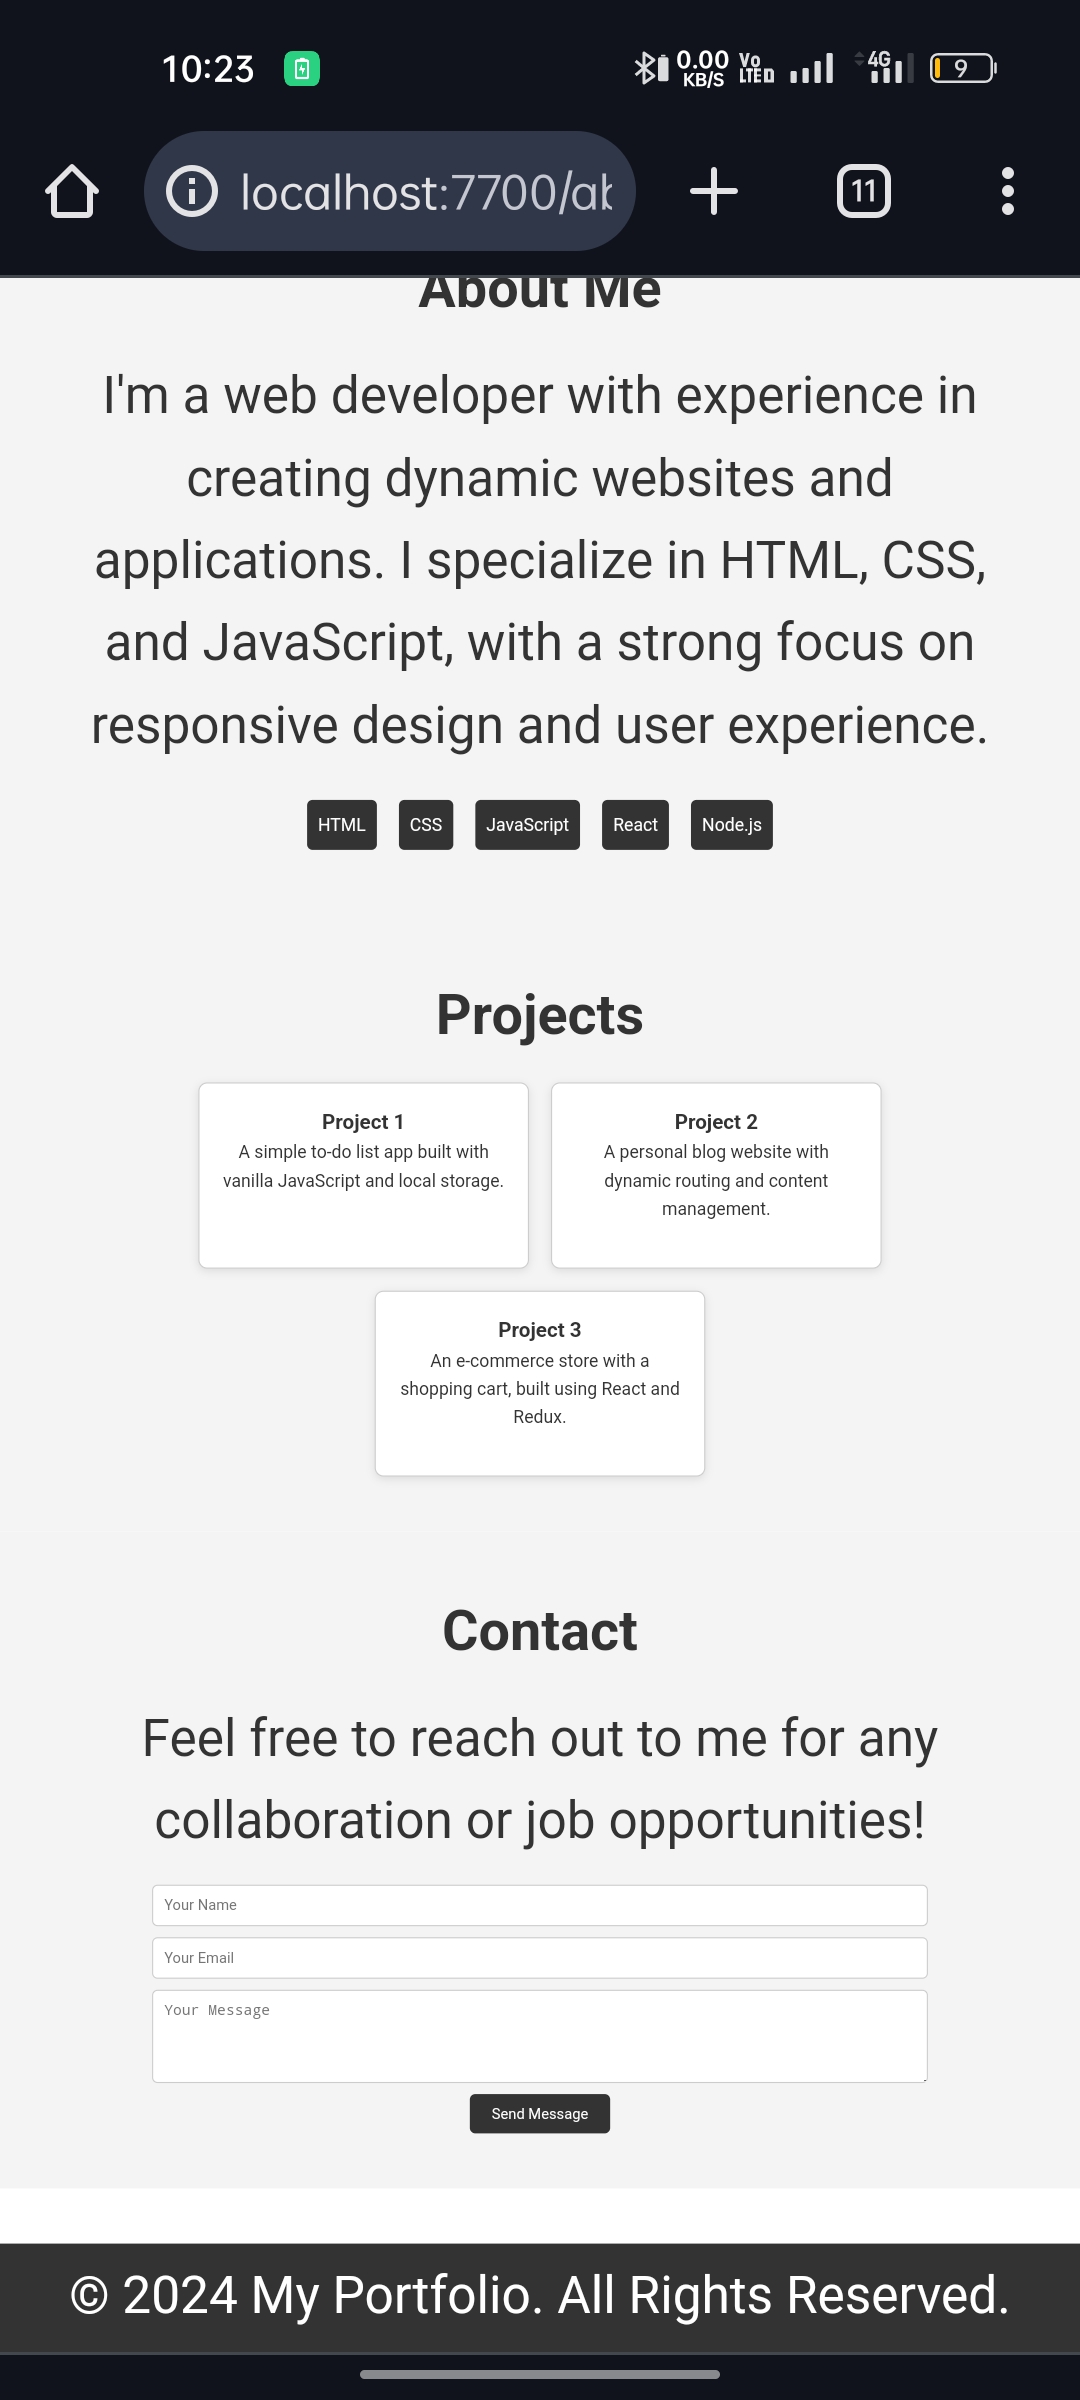 10:23
0.00
KB/S
Vo
LTE D
4G
9
localhost:7700/ab
11
About Me
I'm a web developer with experience in
creating dynamic websites and
applications. I specialize in HTML, CSS,
and JavaScript, with a strong focus on
responsive design and user experience.
HTML CSS JavaScript React Node.js
Projects
Project 1
A simple to-do list app built with
vanilla JavaScript and local storage.
Project 2
A personal blog website with
dynamic routing and content
management.
Project 3
An e-commerce store with a
shopping cart, built using React and
Redux.
Contact
Feel free to reach out to me for any
collaboration or job opportunities!
Your Name
Your Email
Your Message
Send Message
© 2024 My Portfolio. All Rights Reserved.